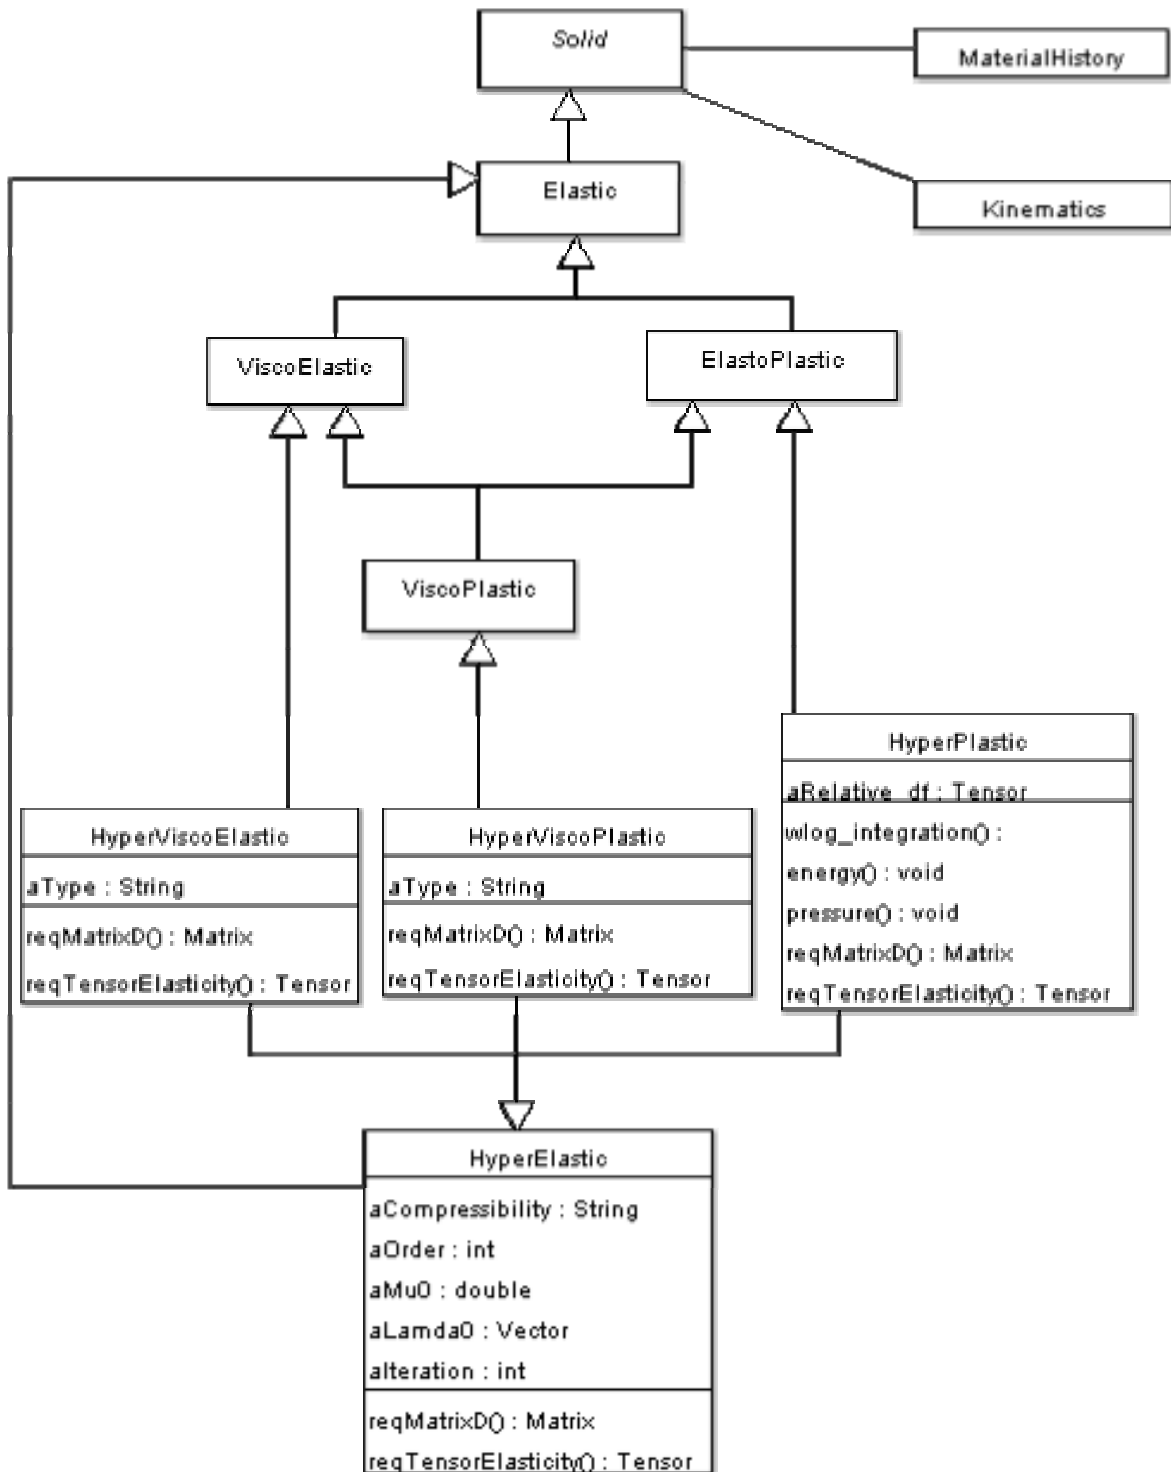 Solid
MaterialHistory
Elastic
Kinematics
ViscoElastic
ElastoPlastic
ViscoPlastic
HyperPlastic
aRelative_df : Tensor
wlog_integration() :
energy() : void
pressure() : void
reqMatrixD() : Matrix
reqTensorElasticity() : Tensor
HyperViscoElastic
aType : String
reqMatrixD() : Matrix
reqTensorElasticity() : Tensor
HyperViscoPlastic
aType : String
reqMatrixD() : Matrix
reqTensorElasticity() : Tensor
HyperElastic
aCompressibility : String
aOrder : int
aMu0 : double
aLamda0 : Vector
aIteration : int
reqMatrixD() : Matrix
reqTensorElasticity() : Tensor